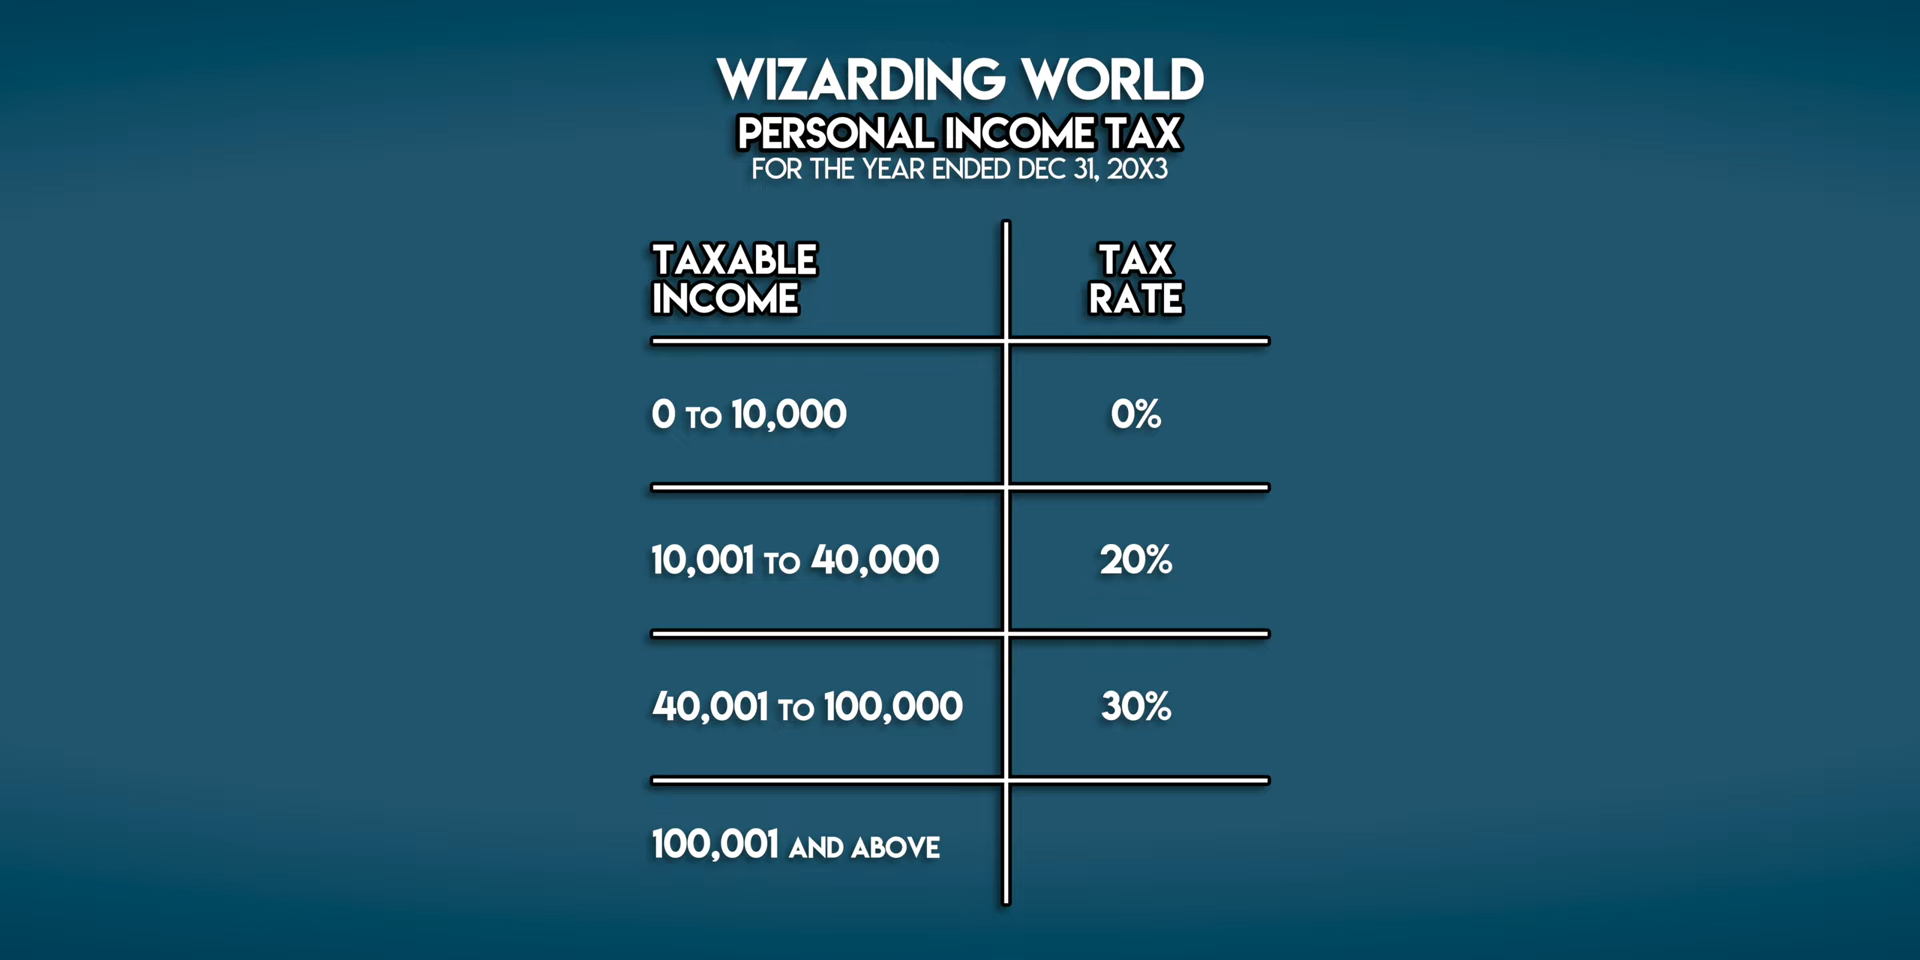 WIZARDING WORLD
PERSONAL INCOME TAX
FOR THE YEAR ENDED DEC 31, 20X3
TAXABLE INCOME
TAX RATE
0 TO 10,000 0%
10,001 TO 40,000 20%
40,001 TO 100,000 30%
100,001 AND ABOVE